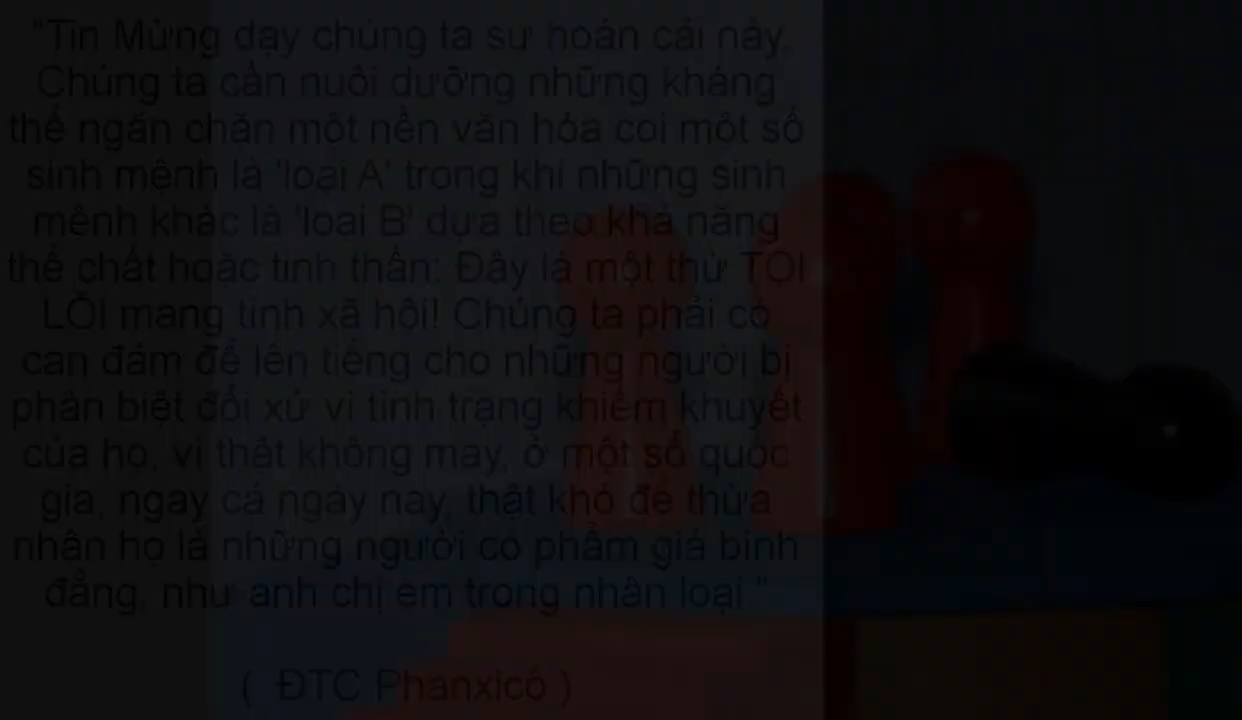 "Tin Mừng dạy chúng ta sự hoán cải này.
Chúng ta cần nuôi dưỡng những kháng
thể ngăn chặn một nền văn hóa coi một số
sinh mệnh là 'loại A' trong khi những sinh
mệnh khác là 'loại B' dựa theo khả năng
thể chất hoặc tinh thần: Đây là một thứ TỘI
LỖI mang tính xã hội! Chúng ta phải có
can đảm để lên tiếng cho những người bị
phân biệt đối xử vì tình trạng khiếm khuyết
của họ, vì thật không may, ở một số quốc
gia, ngay cả ngày nay, thật khó để thừa
nhận họ là những người có phẩm giá bình
đẳng, như anh chị em trong nhân loại."
( ĐTC Phanxicô )